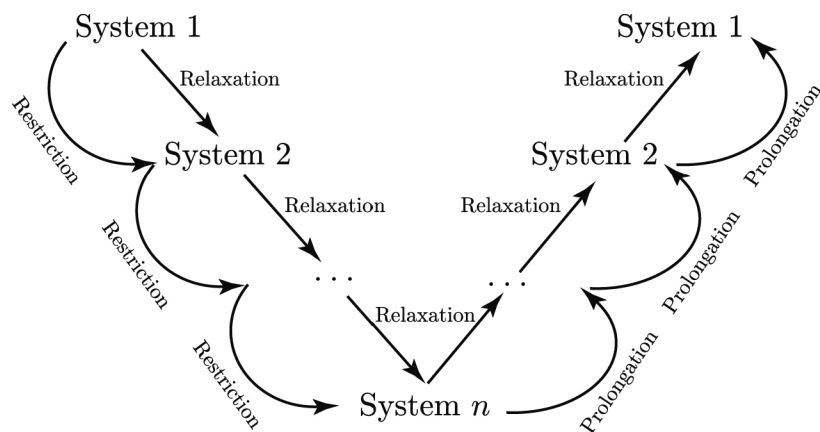 System 1
System 1
Relaxation
Relaxation
Restriction
Prolongation
System 2
System 2
Relaxation
Relaxation
Restriction
Prolongation
. . .
. . .
Relaxation
Restriction
Prolongation
System n